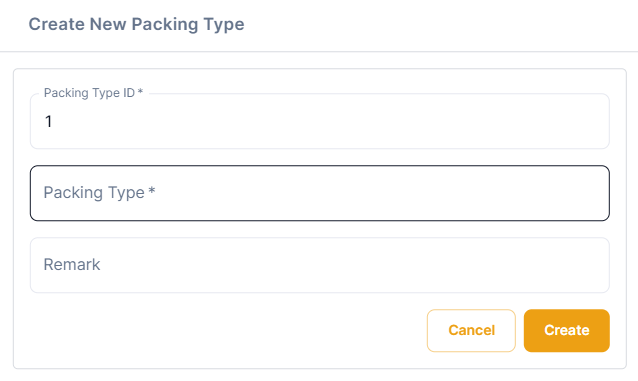 Create New Packing Type
Packing Type ID *
1
Packing Type *
Remark
Cancel
Create